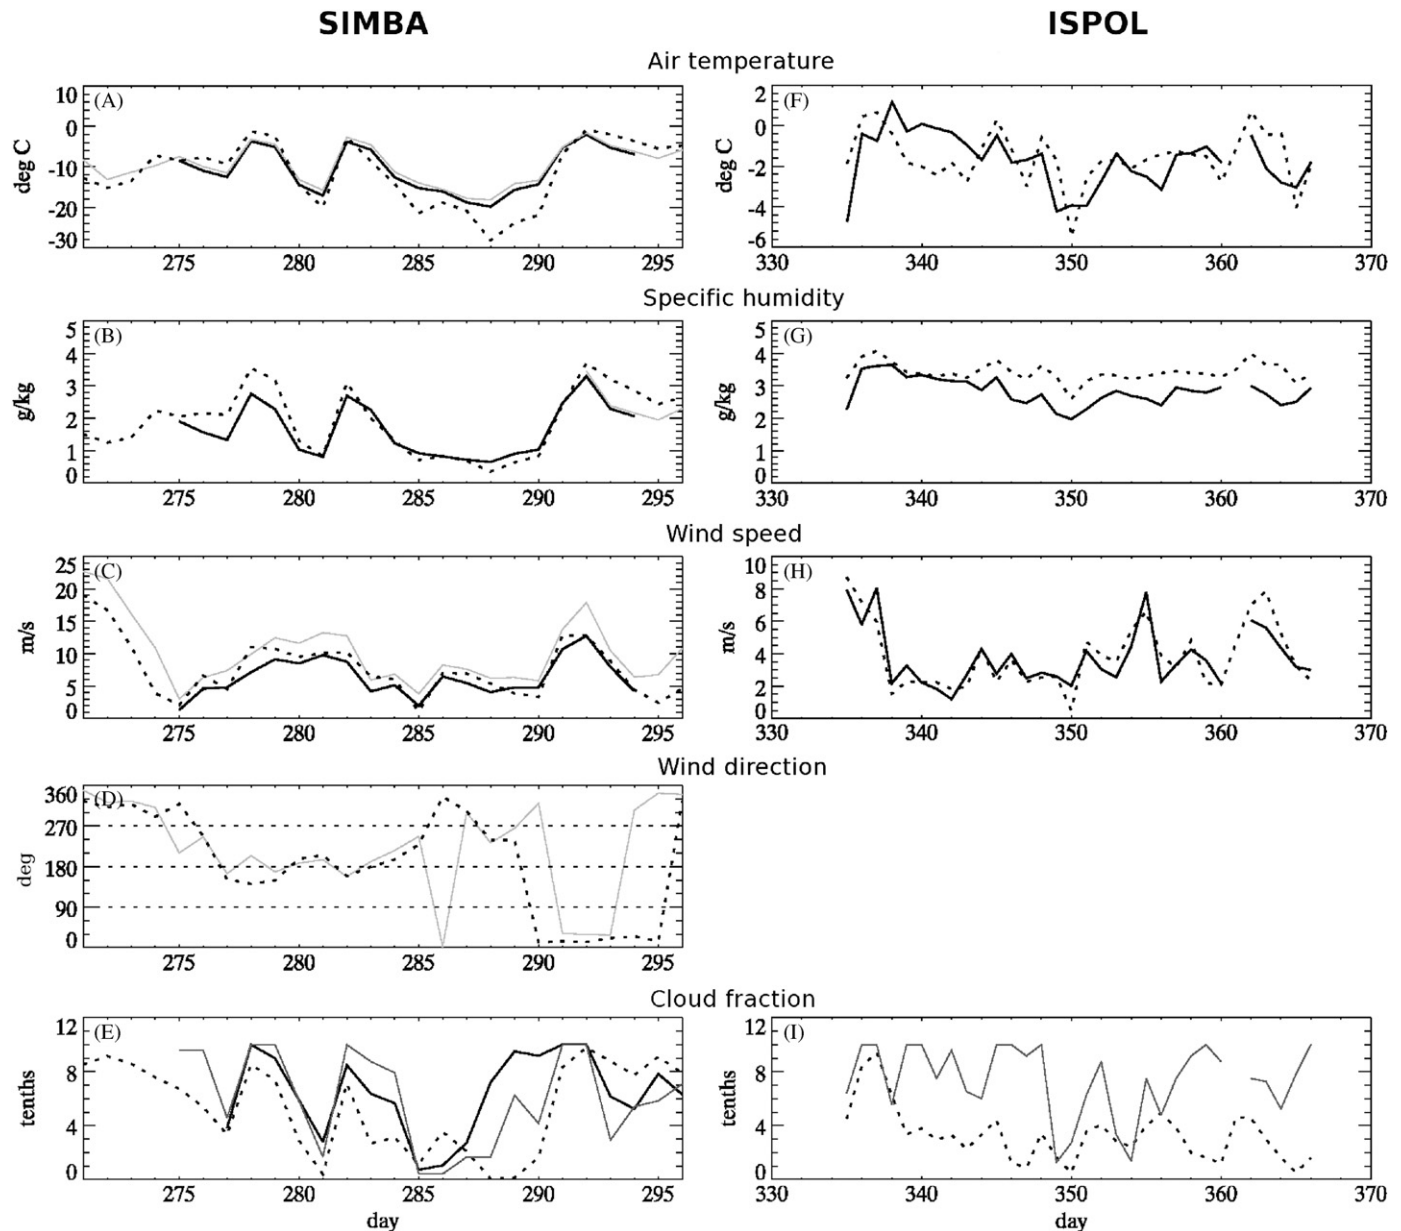 SIMBA ISPOL
Air temperature
(A) (F)
10 0 -10 -20 -30
deg C
275 280 285 290 295
2 0 -2 -4 -6
deg C
330 340 350 360 370
Specific humidity
(B) (G)
5 4 3 2 1 0
g/kg
275 280 285 290 295
5 4 3 2 1 0
g/kg
330 340 350 360 370
Wind speed
(C) (H)
25 20 15 10 5 0
m/s
275 280 285 290 295
10 8 6 4 2 0
m/s
330 340 350 360 370
Wind direction
(D)
360 270 180 90 0
deg
275 280 285 290 295
Cloud fraction
(E) (I)
12 8 4 0
tenths
275 280 285 290 295
day
12 8 4 0
tenths
330 340 350 360 370
day